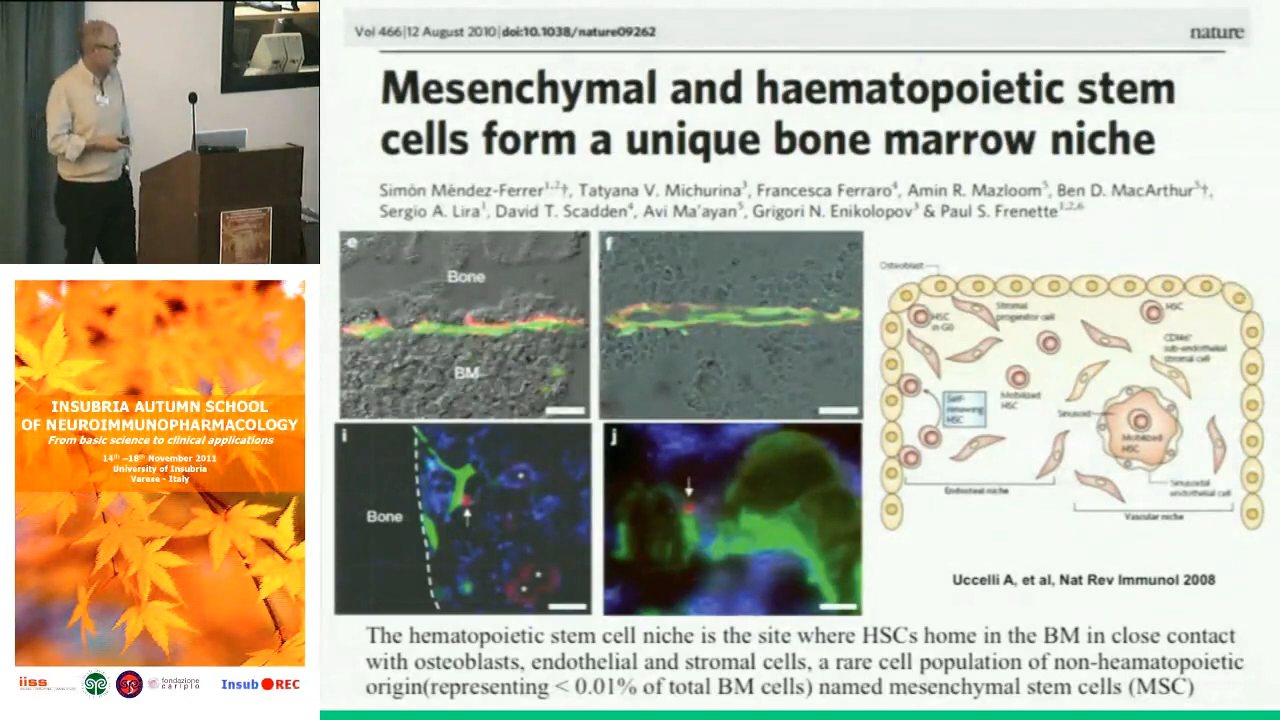 Vol 466|12 August 2010|doi:10.1038/nature09262
nature
Mesenchymal and haematopoietic stem
cells form a unique bone marrow niche
Simón Méndez-Ferrer1,2†, Tatyana V. Michurina3, Francesca Ferraro4, Amin R. Mazloom5, Ben D. MacArthur5†,
Sergio A. Lira1, David T. Scadden4, Avi Ma'ayan5, Grigori N. Enikolopov3 & Paul S. Frenette1,2,6
e
Bone
BM
f
i
Bone
*
*
*
j
Osteoblast
HSC
in G0
Stromal
progenitor cell
HSC
sub-endothelial
stromal cell
Self-
renewing
HSC
Mobilized
HSC
Sinusoid
Mobilized
HSC
Sinusoidal
endothelial cell
Endosteal niche
Vascular niche
Uccelli A, et al, Nat Rev Immunol 2008
The hematopoietic stem cell niche is the site where HSCs home in the BM in close contact
with osteoblasts, endothelial and stromal cells, a rare cell population of non-heamatopoietic
origin(representing < 0.01% of total BM cells) named mesenchymal stem cells (MSC)
INSUBRIA AUTUMN SCHOOL
OF NEUROIMMUNOPHARMACOLOGY
From basic science to clinical applications
14th –18th November 2011
University of Insubria
Varese - Italy
iiss
fondazione
cariplo
Insub REC